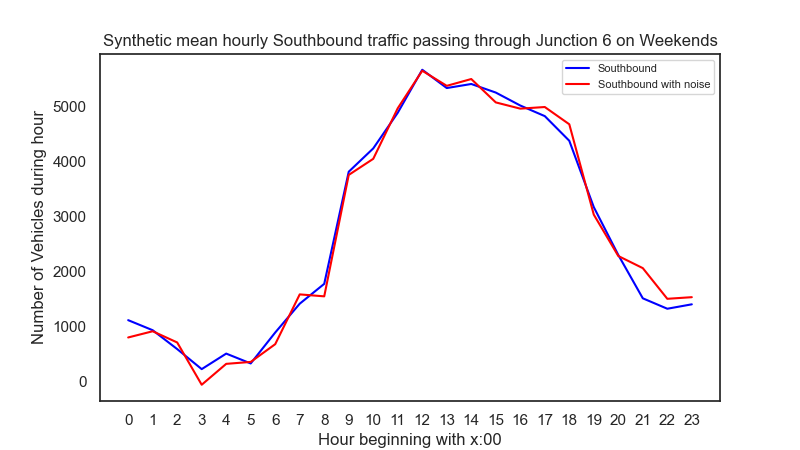 Synthetic mean hourly Southbound traffic passing through Junction 6 on Weekends
Southbound
Southbound with noise
Number of Vehicles during hour
5000
4000
3000
2000
1000
0
0 1 2 3 4 5 6 7 8 9 10 11 12 13 14 15 16 17 18 19 20 21 22 23
Hour beginning with x:00